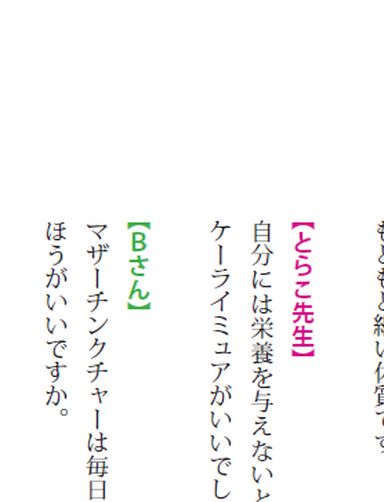 もともと細い体質です
【とらこ先生】
自分には栄養を与えないと
ケーライミュアがいいでし
【Bさん】
マザーチンクチャーは毎日
ほうがいいですか。